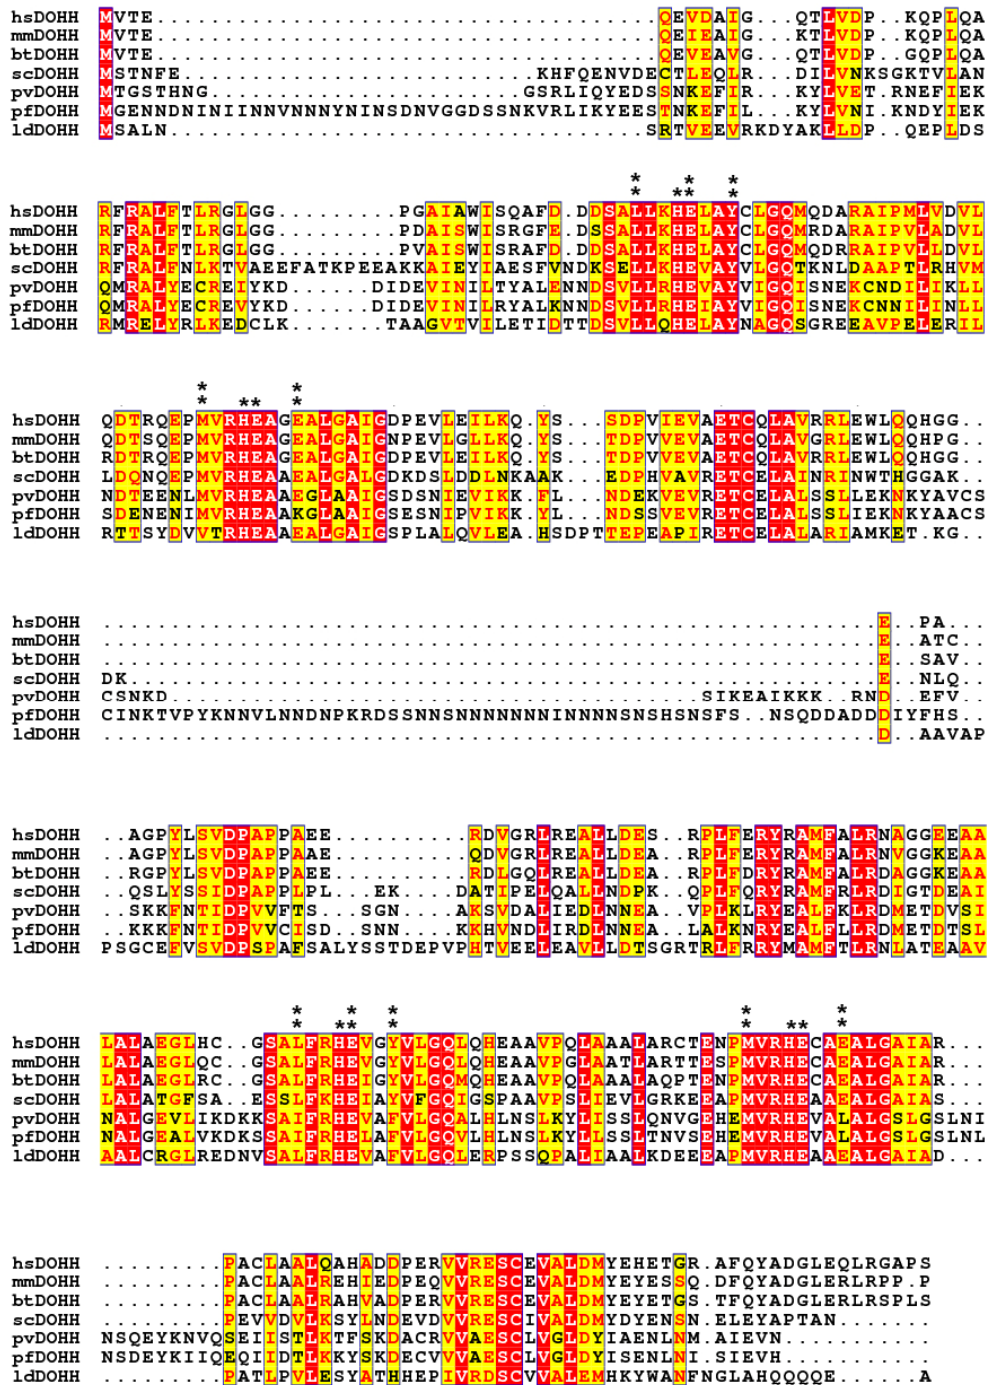 hsDOHH MVTE.....................................QEVDAIG...QTLVDP..KQPLQA
mmDOHH MVTE.....................................QEIEAIG...KTLVDP..KQPLQA
btDOHH MVTE.....................................QEVEAVG...QTLVDP..GQPLQA
scDOHH MSTNFE..........................KHFQENVDECTLEQLR...DILVNKSGKTVLAN
pvDOHH MTGSTHNG.......................GSRLIQYEDSSNKEFIR...KYLVET.RNEFIEK
pfDOHH MGENNDNINIINNVNNNYNINSDNVGGDSSNKVRLIKYEESTNKEFIL...KYLVNI.KNDYIEK
ldDOHH MSALN...................................SRTVEEVRKDYAKLLDP..QEPLDS
* * *
* ** *
hsDOHH RFRALFTLRGLGG.........PGAIAWISQAFD.DDSALLKHELAYCLGQMQDARAIPMLVDVL
mmDOHH RFRALFTLRGLGG.........PDAISWISRGFE.DDSALLKHELAYCLGQMRDARAIPVLADVL
btDOHH RFRALFTLRGLGG.........PVAISWISRAFD.DDSALLKHELAYCLGQMQDRRAIPVLLDVL
scDOHH RFRALFNLKTVAEEFATKPEEAKKAIEYIAESFVNDKSELLKHEVAYVLGQTKNLDAAPTLRHVM
pvDOHH QMRALYECREIYKD......DIDEVINILTYALENNDSVLLRHEVAYVIGQISNEKCNDILIKLL
pfDOHH QMRALYECREVYKD......DIDEVINILRYALKNNDSVLLRHEIAYVIGQISNEKCNNILINLL
ldDOHH RMRELYRLKEDCLK......TAAGVTVILETIDTTDSVLLQHELAYNAGQSGREEAVPELERIL
* *
* ** *
hsDOHH QDTRQEPMVRHEAGEALGAIGDPEVLEILKQ.YS...SDPVIEVAETCQLAVRRLEWLQQHGG..
mmDOHH QDTSQEPMVRHEAGEALGAIGNPEVLGLLKQ.YS...TDPVVEVAETCQLAVGRLEWLQQHPG..
btDOHH RDTRQEPMVRHEAGEALGAIGDPEVLEILKQ.YS...TDPVVEVAETCQLAVRRLEWLQQHGG..
scDOHH LDQNQEPMVRHEAAEALGAIGDKDSLDDLNKAAK...EDPHVAVRETCELAINRINWTHGGAK..
pvDOHH NDTEENLMVRHEAAEGLAAIGSDSNIEVIKK.FL...NDEKVEVRETCELALSSLLEKNKYAVCS
pfDOHH SDENENIMVRHEAAKGLAAIGSESNIPVIKK.YL...NDSSVEVRETCELALSSLIEKNKYAACS
ldDOHH RTTSYDVVTRHEAAEALGAIGSPLALQVLEA.HSDPTTEPEAPIRETCELALARIAMKET.KG..
hsDOHH .........................................................E..PA...
mmDOHH .........................................................E..ATC..
btDOHH .........................................................E..SAV..
scDOHH DK.......................................................E..NLQ..
pvDOHH CSNKD.......................................SIKEAIKKK..RND..EFV..
pfDOHH CINKTVPYKNNVLNNDNPKRDSSNNSNNNNNNNINNNNSNSHSNSFS..NSQDDADDDIYFHS..
ldDOHH .........................................................D..AAVAP
hsDOHH ..AGPYLSVDPAPPAEE..........RDVGRLREALLDES..RPLFERYRAMFALRNAGGEEAA
mmDOHH ..AGPYLSVDPAPPAAE..........QDVGRLREALLDEA..RPLFERYRAMFALRNVGGKEAA
btDOHH ..RGPYLSVDPAPPAEE..........RDLGQLREALLDEA..RPLFDRYRAMFALRDAGGKEAA
scDOHH ..QSLYSSIDPAPPLPL...EK....DATIPELQALLNDPK..QPLFQRYRAMFRLRDIGTDEAI
pvDOHH ..SKKFNTIDPVVFTS...SGN....AKSVDALIEDLNNEA..VPLKLRYEALFKLRDMETDVSI
pfDOHH ..KKKFNTIDPVVCISD..SNN....KKHVNDLIRDLNNEA..LALKNRYEALFLLRDMETDTSL
ldDOHH PSGCEFVSVDPSPAFSALYSSTDEPVPHTVEELEAVLLDTSGRTRLFRRYMAMFTLRNLATEAAV
* * * * *
* ** * * ** *
hsDOHH LALAEGLHC..GSALFRHEVGYVLGQLQHEAAVPQLAAALARCTENPMVRHECAEALGAIAR...
mmDOHH LALAEGLQC..GSALFRHEVGYVLGQLQHEAAVPGLAATLARTTESPMVRHECAEALGAIAR...
btDOHH LALAEGLRC..GSALFRHEIGYVLGQMQHEAAVPQLAAALAQPTENPMVRHECAEALGAIAR...
scDOHH LALATGFSA..ESSLFKHEIAYVFGQIGSPAAVPSLIEVLGRKEEAPMVRHEAAEALGAIAS...
pvDOHH NALGEVLIKDKKSAIFRHEVAFVLGQALHLNSLKYLISSLQNVGEHEMVRHEVALALGSLGSLNI
pfDOHH NALGEALVKDKSSAIFRHELAFVLGQVLHLNSLKYLLSSLTNVSEHEMVRHEVALALGSLGSLNL
ldDOHH AALCRGLREDNVSALFRHEVAFVLGQLERPSSQPALIAALKDEEEAPMVRHEAAEALGAIAD...
hsDOHH .........PACLAALQAHADDPERVVRESCEVALDMYEHETGR.AFQYADGLEQLRGAPS
mmDOHH .........PACLAALREHIEDPEQVVRESCEVALDMYEYESSQ.DFQYADGLERLRPP.P
btDOHH .........PACLAALRAHVADPERVVRESCEVALDMYEYETGS.TFQYADGLERLRSPLS
scDOHH .........PEVVDVLKSYLNDEVDVVRESCIVALDMYDYENSN.ELEYAPTAN.......
pvDOHH NSQEYKNVQSEIISTLKTFSKDACRVVAESCLVGLDYIAENLNM.AIEVN...........
pfDOHH NSDEYKIIQEQIIDTLKKYSKDECVVVAESCLVGLDYISENLNI.SIEVH...........
ldDOHH .........PATLPVLESYATHHEPIVRDSCVVALEMHKYWANFNGLAHQQQQE......A